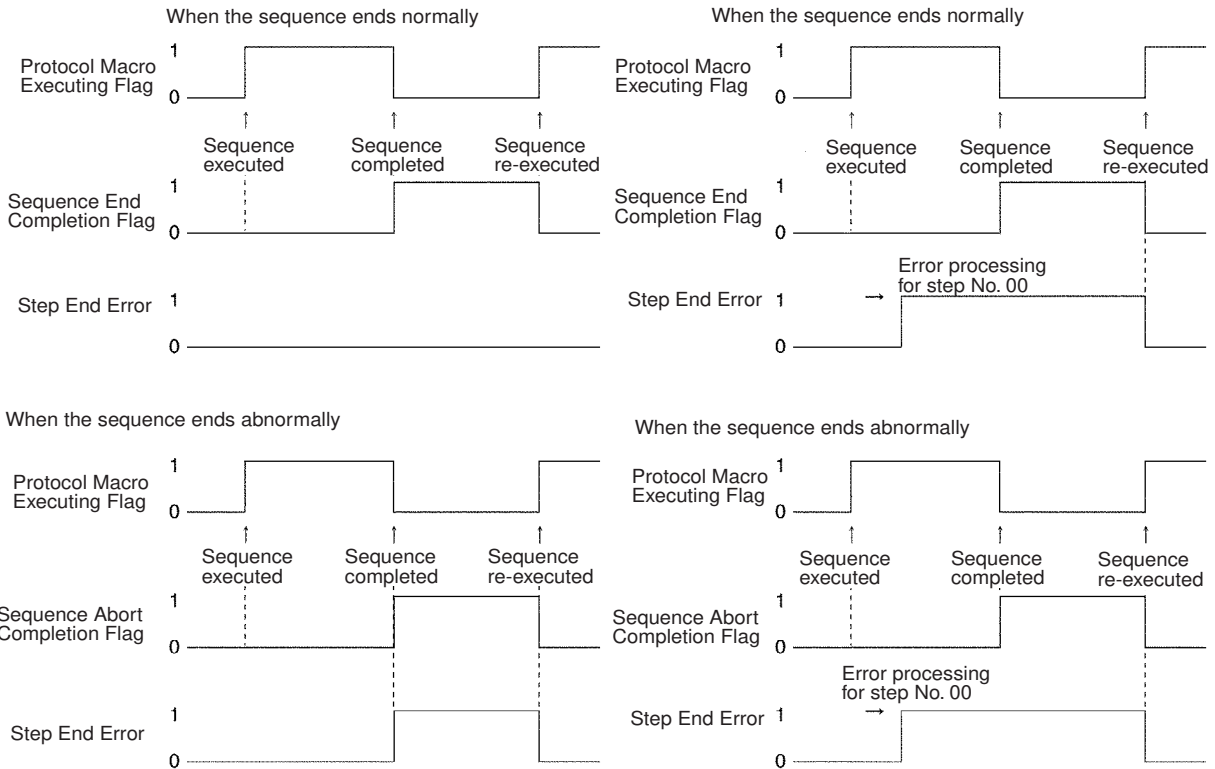 When the sequence ends normally
1
Protocol Macro
Executing Flag
0
Sequence
executed
Sequence
completed
Sequence
re-executed
1
Sequence End
Completion Flag
0
Step End Error
1
0
When the sequence ends normally
1
Protocol Macro
Executing Flag
0
Sequence
executed
Sequence
completed
Sequence
re-executed
1
Sequence End
Completion Flag
0
Error processing
for step No. 00
Step End Error
1
→
0
When the sequence ends abnormally
1
Protocol Macro
Executing Flag
0
Sequence
executed
Sequence
completed
Sequence
re-executed
1
Sequence Abort
Completion Flag
0
1
Step End Error
0
When the sequence ends abnormally
1
Protocol Macro
Executing Flag
0
Sequence
executed
Sequence
completed
Sequence
re-executed
1
Sequence Abort
Completion Flag
0
Error processing
for step No. 00
Step End Error
1
→
0